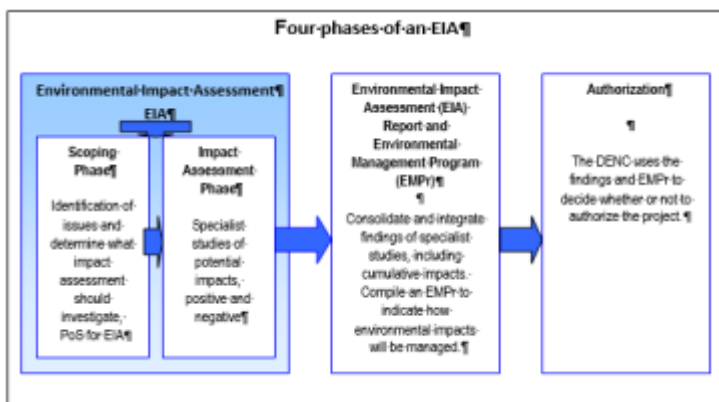 Four·phases·of·an·EIA¶
Environmental·Impact·Assessment¶
EIA¶
Scoping·
Phase¶
Identification·of·
issues·and·
determine·what·
impact·
assessment·
should·
investigate,·
PoS·for·EIA¶
Impact·
Assessment·
Phase¶
Specialist·
studies·of·
potential·
impacts,·
positive·and·
negative¶
Environmental·Impact·
Assessment·(EIA)·
Report·and·
Environmental·
Management·Program·
(EMPr)¶
¶
Consolidate·and·integrate·
findings·of·specialist·
studies,·including·
cumulative·impacts.·
Compile·an·EMPr·to·
indicate·how·
environmental·impacts·
will·be·managed.¶
Authorization¶
¶
The·DENC·uses·the·
findings·and·EMPr·to·
decide·whether·or·not·to·
authorize·the·project.¶